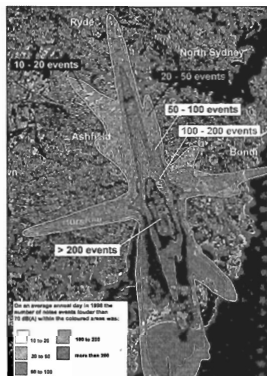 Ryde
North Sydney
10 - 20 events
20 - 50 events
50 - 100 events
100 - 200 events
Ashfield
Bondi
> 200 events
On an average annual day in 1998 the
number of noise events louder than
70 dB(A) within the coloured areas was:
10 to 20
100 to 200
20 to 50
more than 200
50 to 100